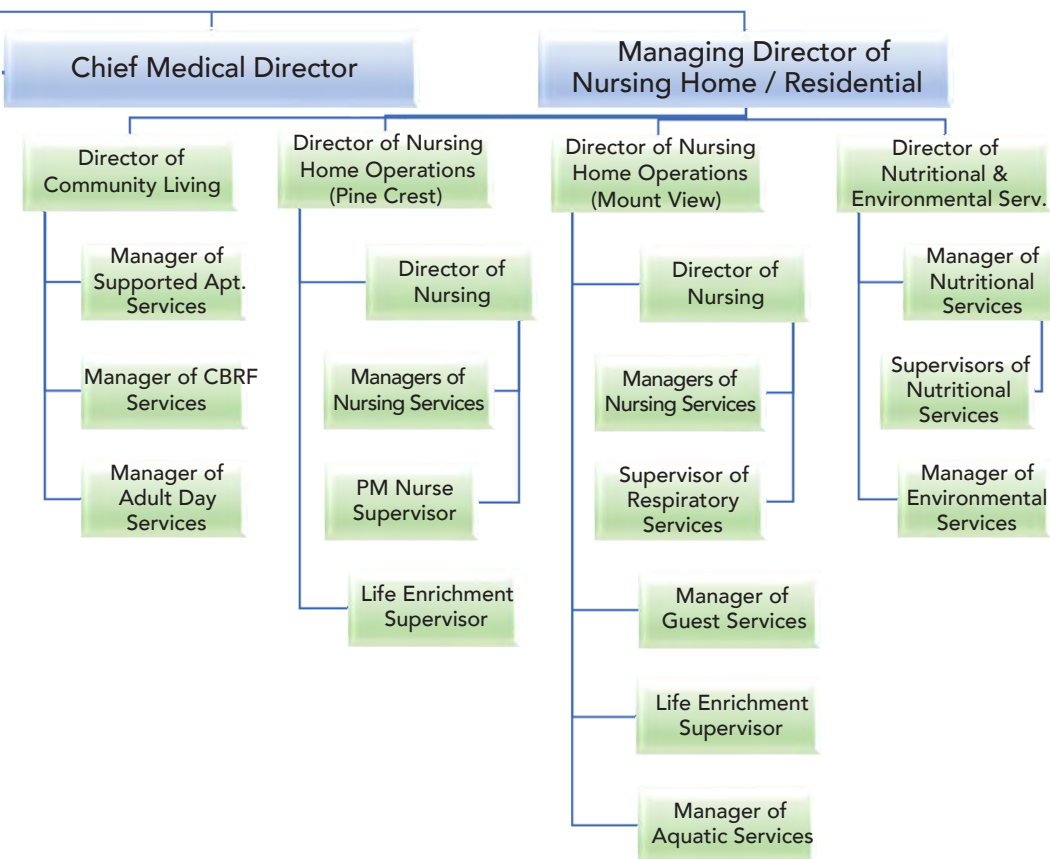 Chief Medical Director
Managing Director of
Nursing Home / Residential
Director of
Community Living
Manager of
Supported Apt.
Services
Manager of CBRF
Services
Manager of
Adult Day
Services
Director of Nursing
Home Operations
(Pine Crest)
Director of
Nursing
Managers of
Nursing Services
PM Nurse
Supervisor
Life Enrichment
Supervisor
Director of Nursing
Home Operations
(Mount View)
Director of
Nursing
Managers of
Nursing Services
Supervisor of
Respiratory
Services
Manager of
Guest Services
Life Enrichment
Supervisor
Manager of
Aquatic Services
Director of
Nutritional &
Environmental Serv.
Manager of
Nutritional
Services
Supervisors of
Nutritional
Services
Manager of
Environmental
Services